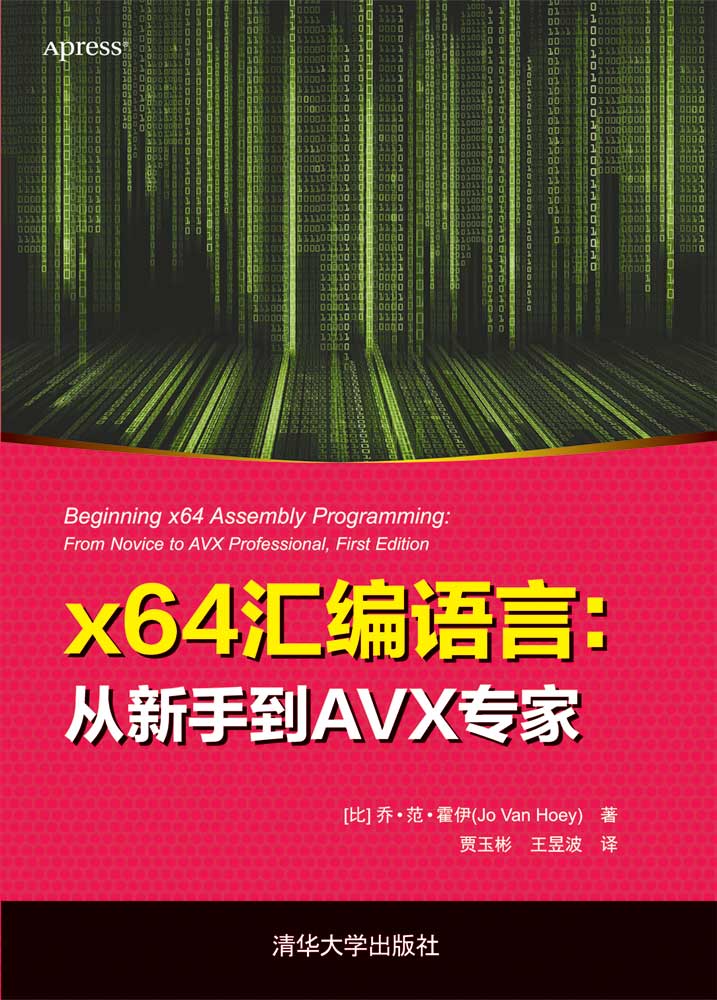 Apress®
Beginning x64 Assembly Programming:
From Novice to AVX Professional, First Edition
x64汇编语言:
从新手到AVX专家
[比] 乔·范·霍伊(Jo Van Hoey) 著
贾玉彬 王昱波 译
清华大学出版社